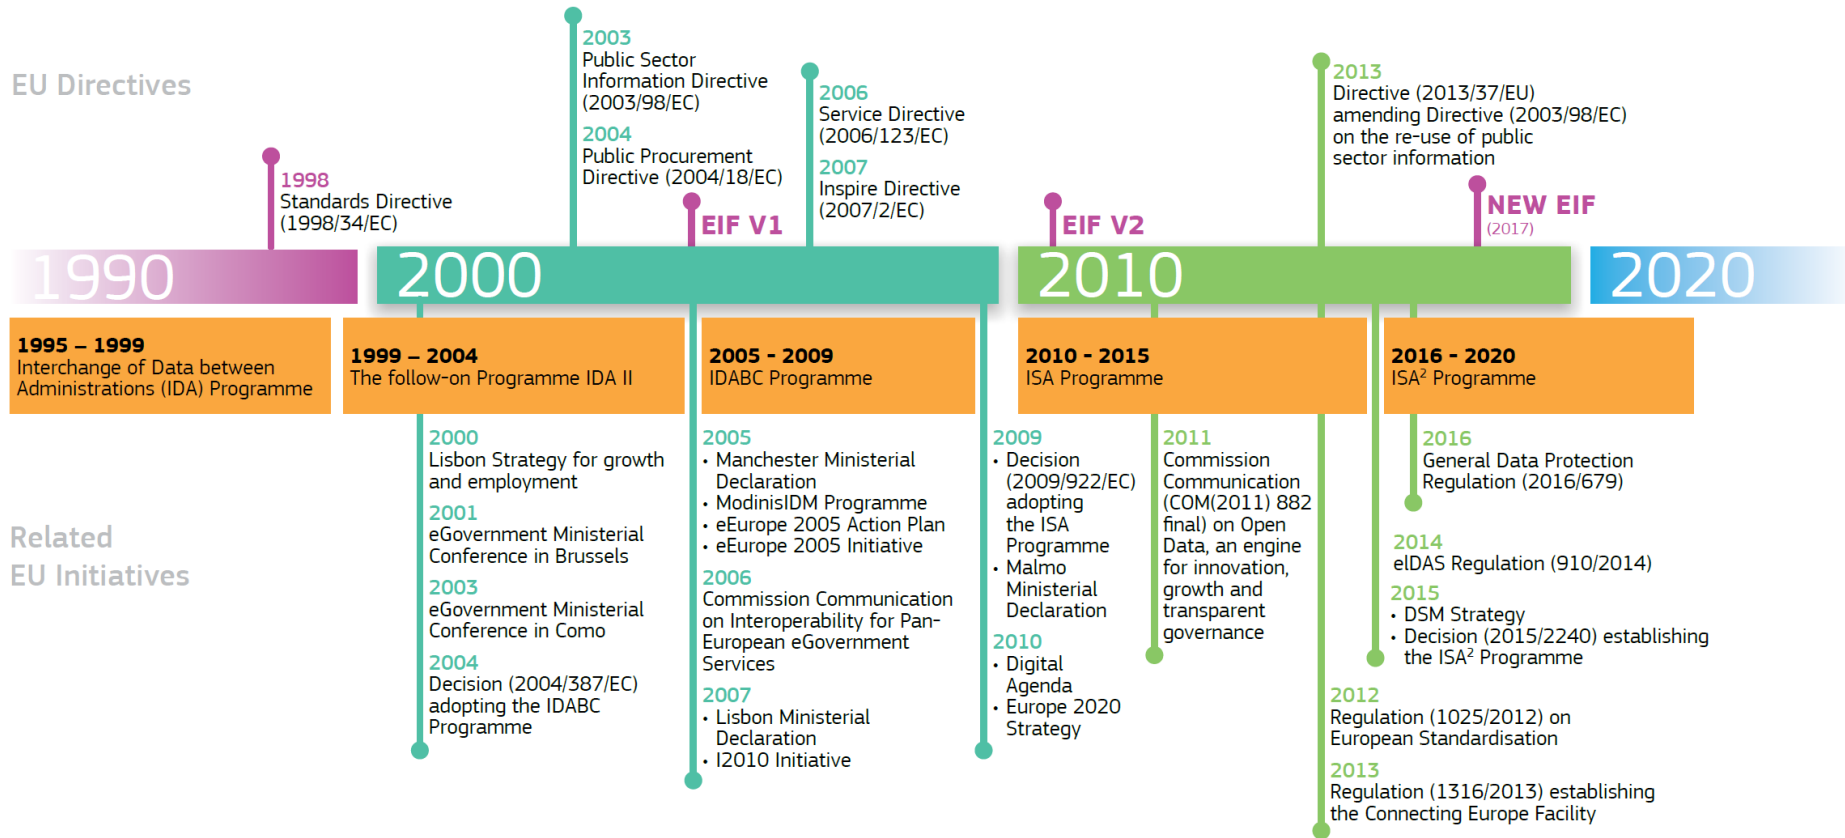 EU Directives
1998
Standards Directive
(1998/34/EC)
2003
Public Sector
Information Directive
(2003/98/EC)
2004
Public Procurement
Directive (2004/18/EC)
EIF V1
2006
Service Directive
(2006/123/EC)
2007
Inspire Directive
(2007/2/EC)
EIF V2
2013
Directive (2013/37/EU)
amending Directive (2003/98/EC)
on the re-use of public
sector information
NEW EIF
(2017)
1990
2000
2010
2020
1995 – 1999
Interchange of Data between
Administrations (IDA) Programme
1999 – 2004
The follow-on Programme IDA II
2005 - 2009
IDABC Programme
2010 - 2015
ISA Programme
2016 - 2020
ISA² Programme
Related
EU Initiatives
2000
Lisbon Strategy for growth
and employment
2001
eGovernment Ministerial
Conference in Brussels
2003
eGovernment Ministerial
Conference in Como
2004
Decision (2004/387/EC)
adopting the IDABC
Programme
2005
• Manchester Ministerial
Declaration
• ModinisIDM Programme
• eEurope 2005 Action Plan
• eEurope 2005 Initiative
2006
Commission Communication
on Interoperability for Pan-
European eGovernment
Services
2007
• Lisbon Ministerial
Declaration
• I2010 Initiative
2009
• Decision
(2009/922/EC)
adopting
the ISA
Programme
• Malmo
Ministerial
Declaration
2010
• Digital
Agenda
• Europe 2020
Strategy
2011
Commission
Communication
(COM(2011) 882
final) on Open
Data, an engine
for innovation,
growth and
transparent
governance
2016
General Data Protection
Regulation (2016/679)
2014
eIDAS Regulation (910/2014)
2015
• DSM Strategy
• Decision (2015/2240) establishing
the ISA² Programme
2012
Regulation (1025/2012) on
European Standardisation
2013
Regulation (1316/2013) establishing
the Connecting Europe Facility